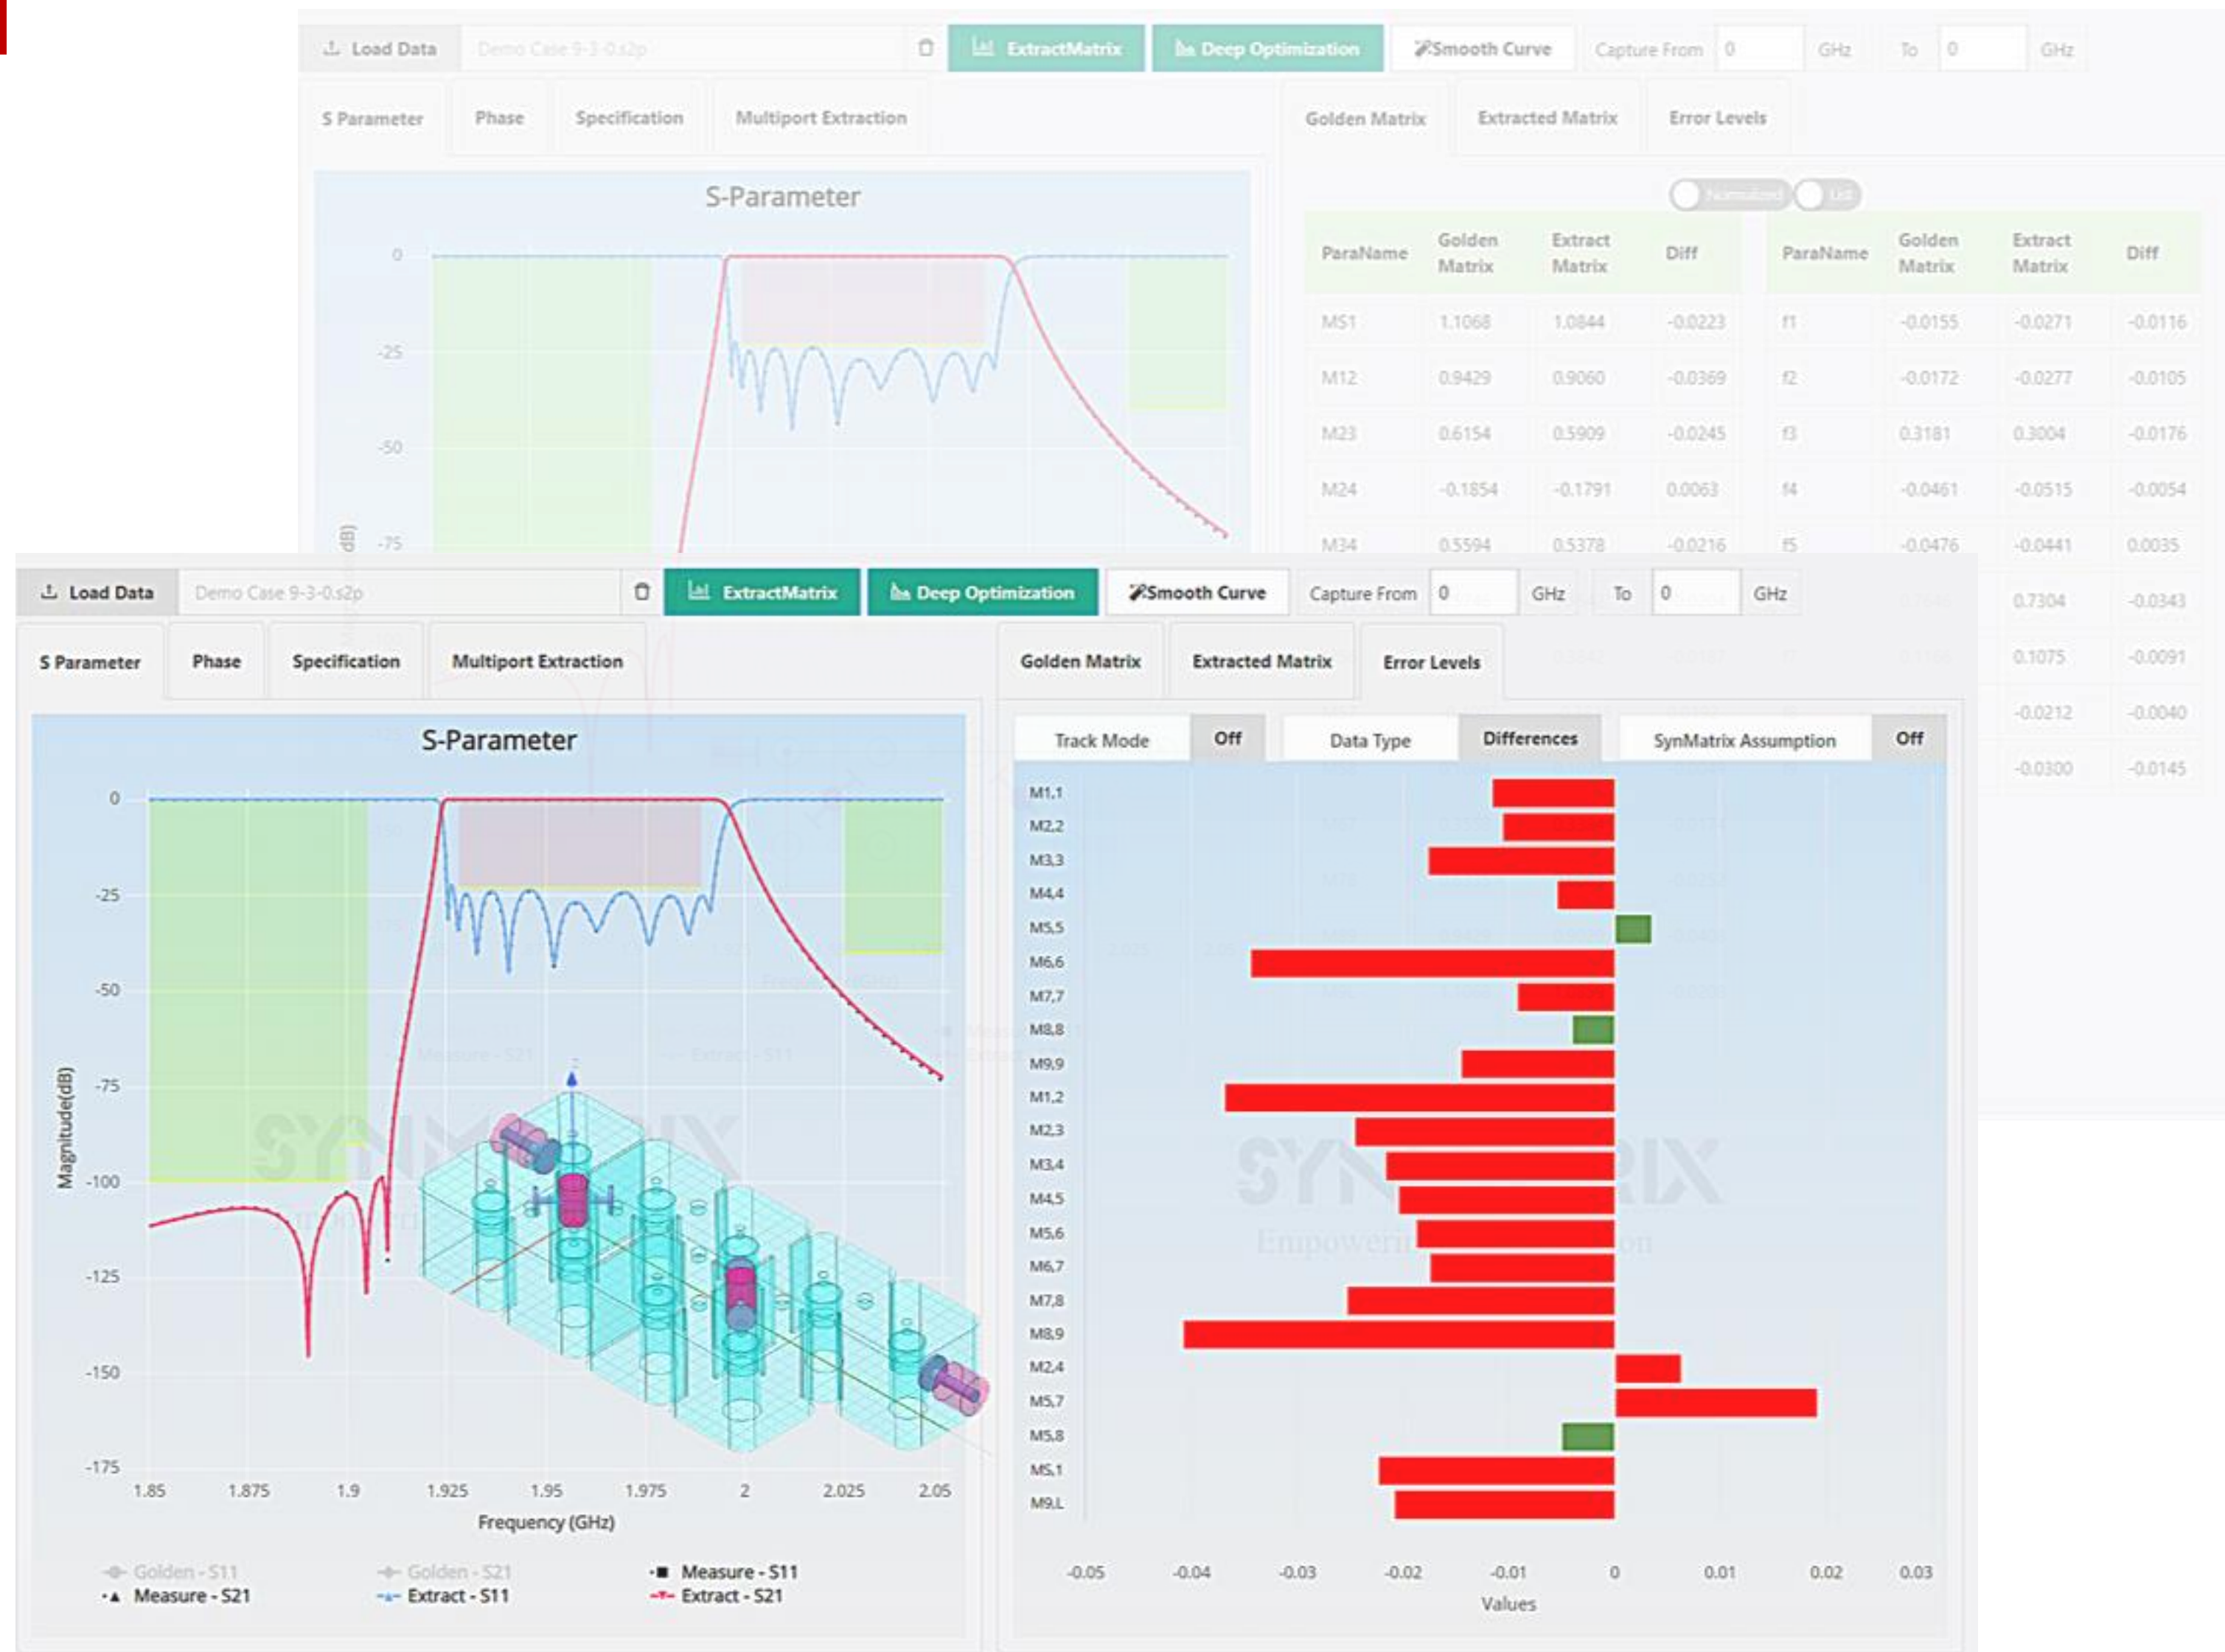 Load Data Demo Case 9-3-0.s2p ExtractMatrix Deep Optimization Smooth Curve Capture From 0 GHz To 0 GHz
S Parameter Phase Specification Multiport Extraction Golden Matrix Extracted Matrix Error Levels
S-Parameter
Normalized List
ParaName Golden Matrix Extract Matrix Diff ParaName Golden Matrix Extract Matrix Diff
MS1 1.1068 1.0844 -0.0223 f1 -0.0155 -0.0271 -0.0116
M12 0.9429 0.9060 -0.0369 f2 -0.0172 -0.0277 -0.0105
M23 0.6154 0.5909 -0.0245 f3 0.3181 0.3004 -0.0176
M24 -0.1854 -0.1791 0.0063 f4 -0.0461 -0.0515 -0.0054
M34 0.5594 0.5378 -0.0216 f5 -0.0476 -0.0441 0.0035
0.7304 -0.0343
0.1075 -0.0091
-0.0212 -0.0040
-0.0300 -0.0145
0
-25
-50
-75
dB)
Load Data Demo Case 9-3-0.s2p ExtractMatrix Deep Optimization Smooth Curve Capture From 0 GHz To 0 GHz
S Parameter Phase Specification Multiport Extraction Golden Matrix Extracted Matrix Error Levels
S-Parameter
Magnitude(dB)
0
-25
-50
-75
-100
-125
-150
-175
1.85 1.875 1.9 1.925 1.95 1.975 2 2.025 2.05
Frequency (GHz)
Golden - S11 Golden - S21 Measure - S11
Measure - S21 Extract - S11 Extract - S21
Track Mode Off Data Type Differences SynMatrix Assumption Off
M1,1
M2,2
M3,3
M4,4
M5,5
M6,6
M7,7
M8,8
M9,9
M1,2
M2,3
M3,4
M4,5
M5,6
M6,7
M7,8
M8,9
M2,4
M5,7
M5,8
MS,1
M9,L
-0.05 -0.04 -0.03 -0.02 -0.01 0 0.01 0.02 0.03
Values